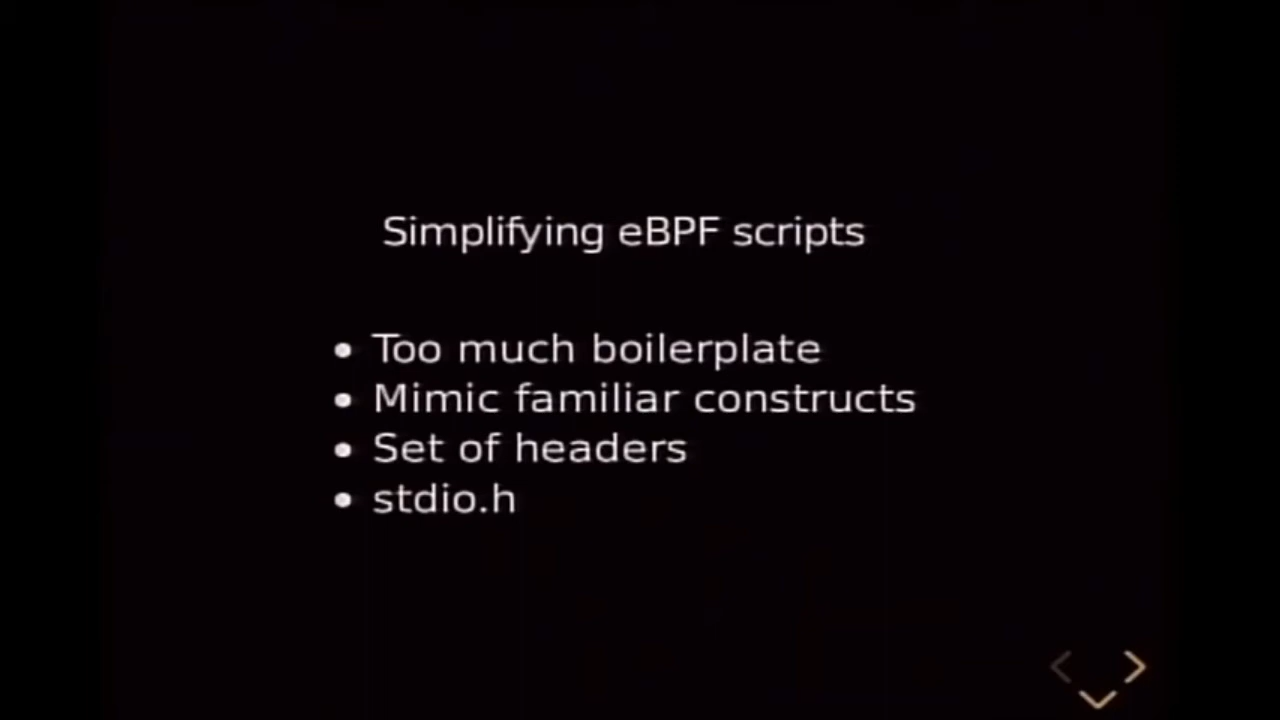 Simplifying eBPF scripts
Too much boilerplate
Mimic familiar constructs
Set of headers
stdio.h